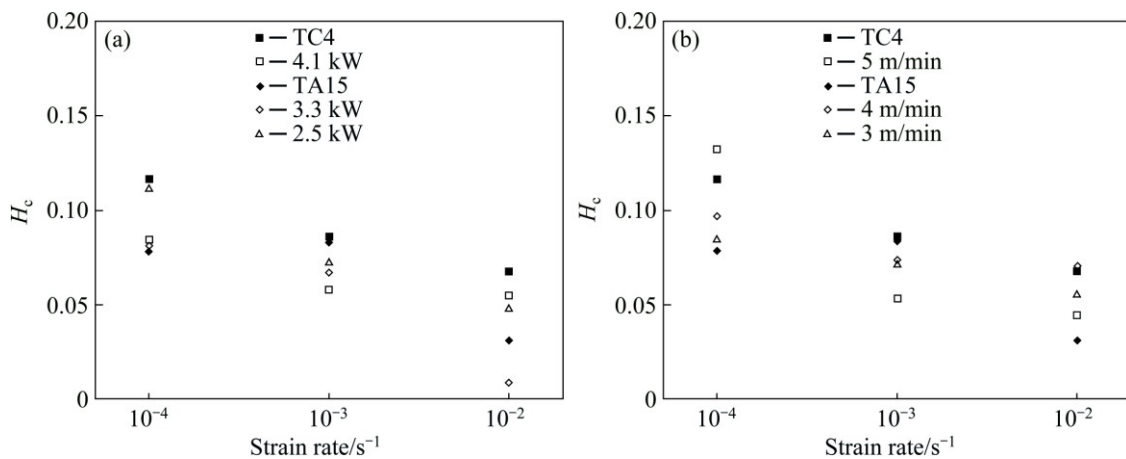 0.20
(a)
■ — TC4
□ — 4.1 kW
◆ — TA15
◇ — 3.3 kW
△ — 2.5 kW
0.15
0.10
0.05
0
H_c
10⁻⁴ 10⁻³ 10⁻²
Strain rate/s⁻¹
0.20
(b)
■ — TC4
□ — 5 m/min
◆ — TA15
◇ — 4 m/min
△ — 3 m/min
0.15
0.10
0.05
0
H_c
10⁻⁴ 10⁻³ 10⁻²
Strain rate/s⁻¹